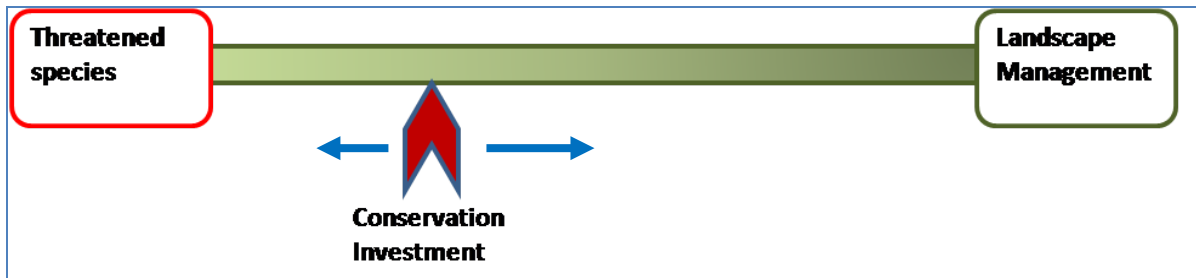 Threatened
species
Landscape
Management
Conservation
Investment